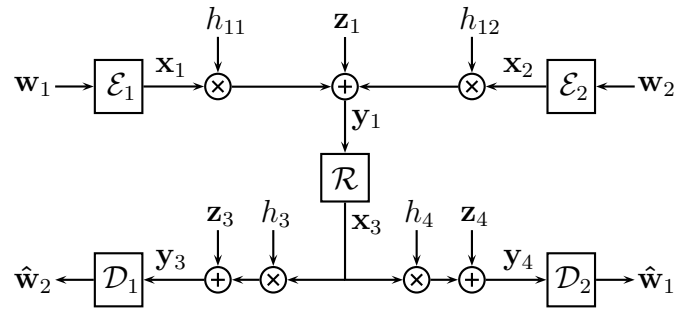 h₁₁ z₁ h₁₂
w₁ ℰ₁ x₁ × + × x₂ ℰ₂ w₂
y₁
ℛ
z₃ h₃ x₃ h₄ z₄
ŵ₂ 𝒟₁ y₃ + × × + y₄ 𝒟₂ ŵ₁